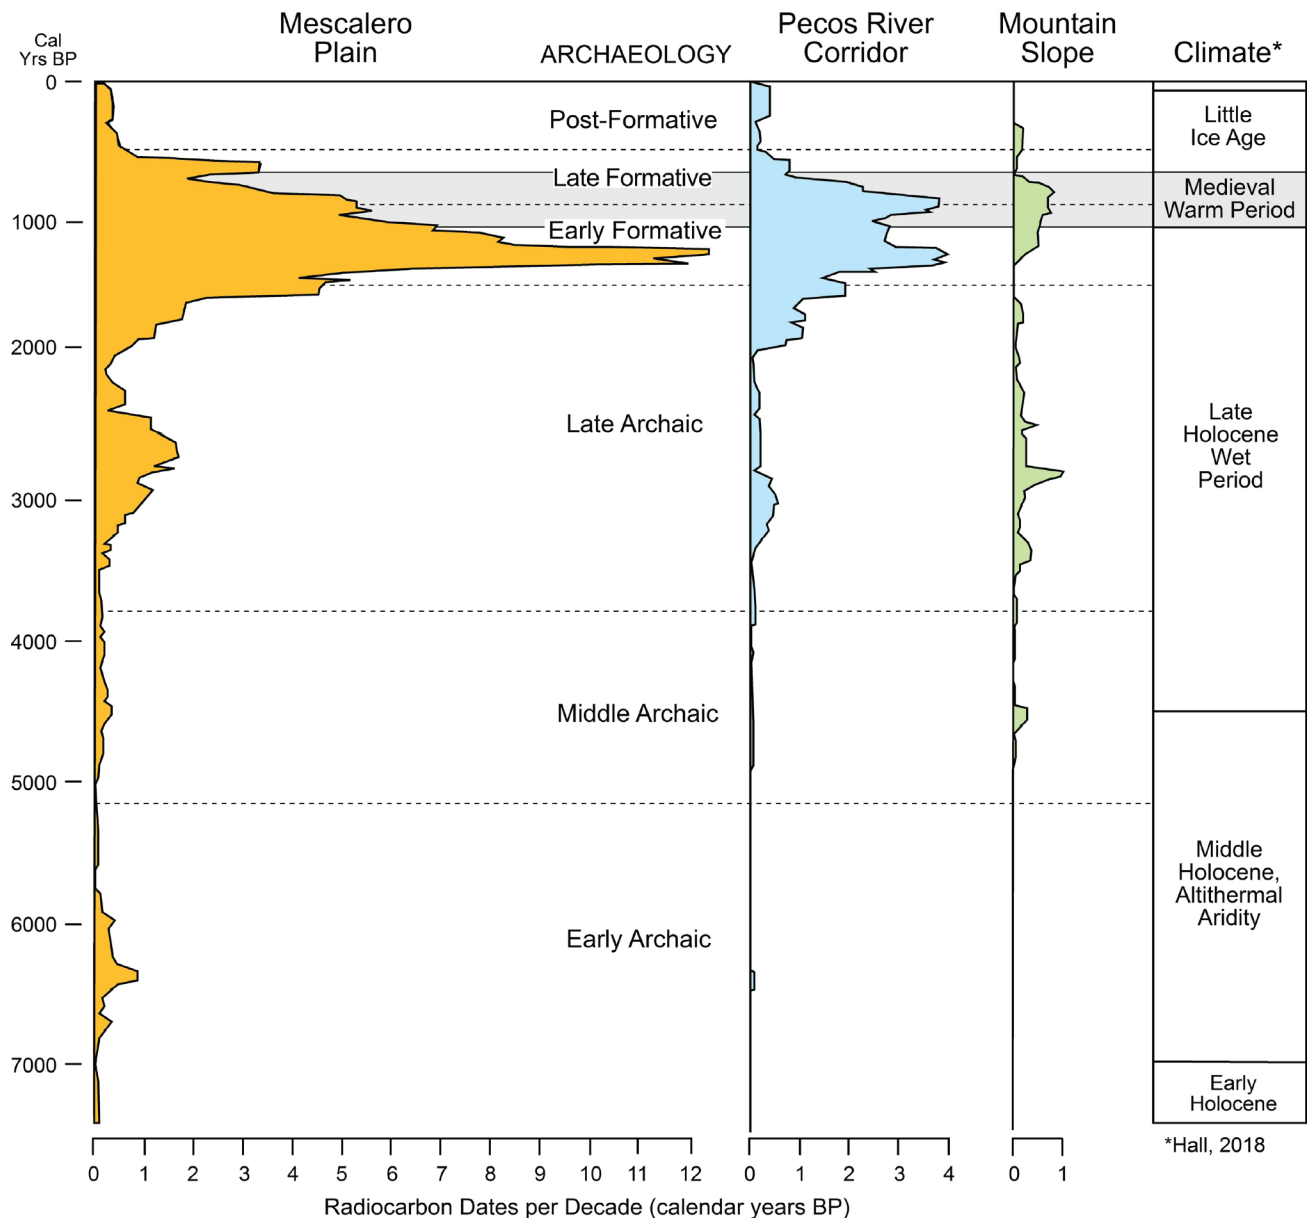 Mescalero
Plain
ARCHAEOLOGY
Pecos River
Corridor
Mountain
Slope
Climate*
Cal
Yrs BP
0
1000
2000
3000
4000
5000
6000
7000
Post-Formative
Late Formative
Early Formative
Late Archaic
Middle Archaic
Early Archaic
Little
Ice Age
Medieval
Warm Period
Late
Holocene
Wet
Period
Middle
Holocene,
Altithermal
Aridity
Early
Holocene
*Hall, 2018
0 1 2 3 4 5 6 7 8 9 10 11 12
0 1 2 3 4
0 1
Radiocarbon Dates per Decade (calendar years BP)